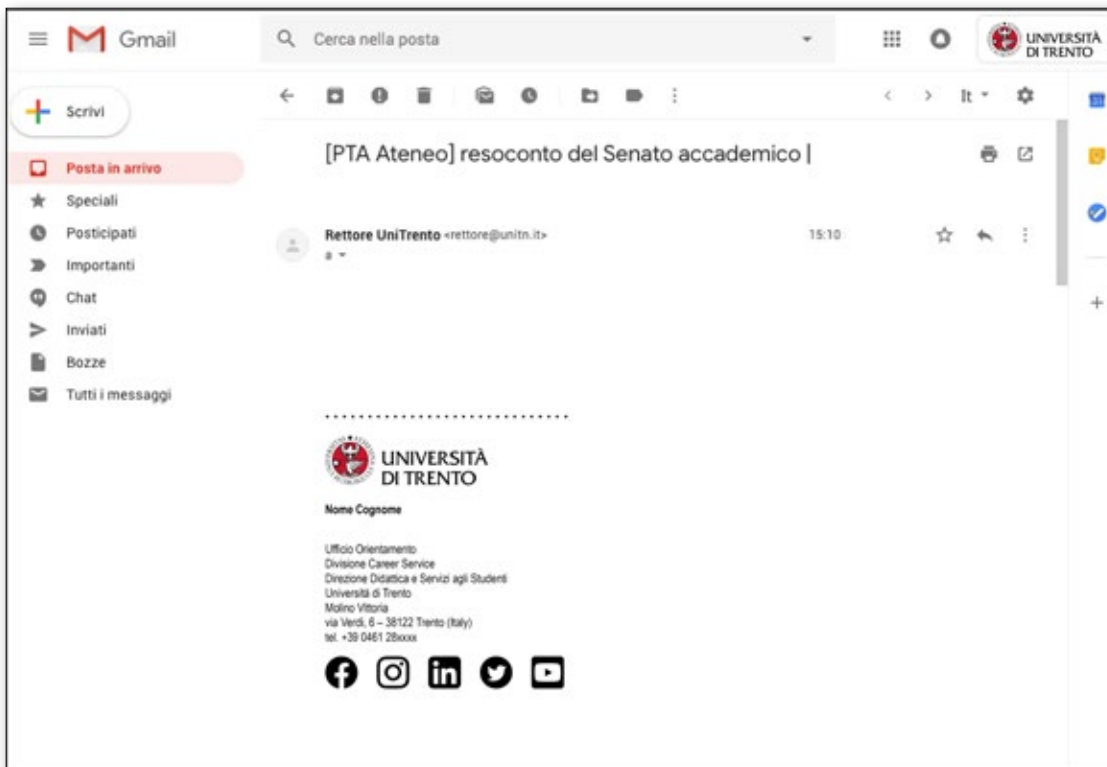 Gmail
Cerca nella posta
UNIVERSITÀ
DI TRENTO
Scrivi
It
31
[PTA Ateneo] resoconto del Senato accademico |
Posta in arrivo
Speciali
Rettore UniTrento <rettore@unitn.it>
15:10
Posticipati
a
Importanti
Chat
Inviati
Bozze
Tutti i messaggi
UNIVERSITÀ
DI TRENTO
Nome Cognome
Ufficio Orientamento
Divisione Career Service
Direzione Didattica e Servizi agli Studenti
Università di Trento
Molino Vittoria
via Verdi, 6 – 38122 Trento (Italy)
tel. +39 0461 28xxxx